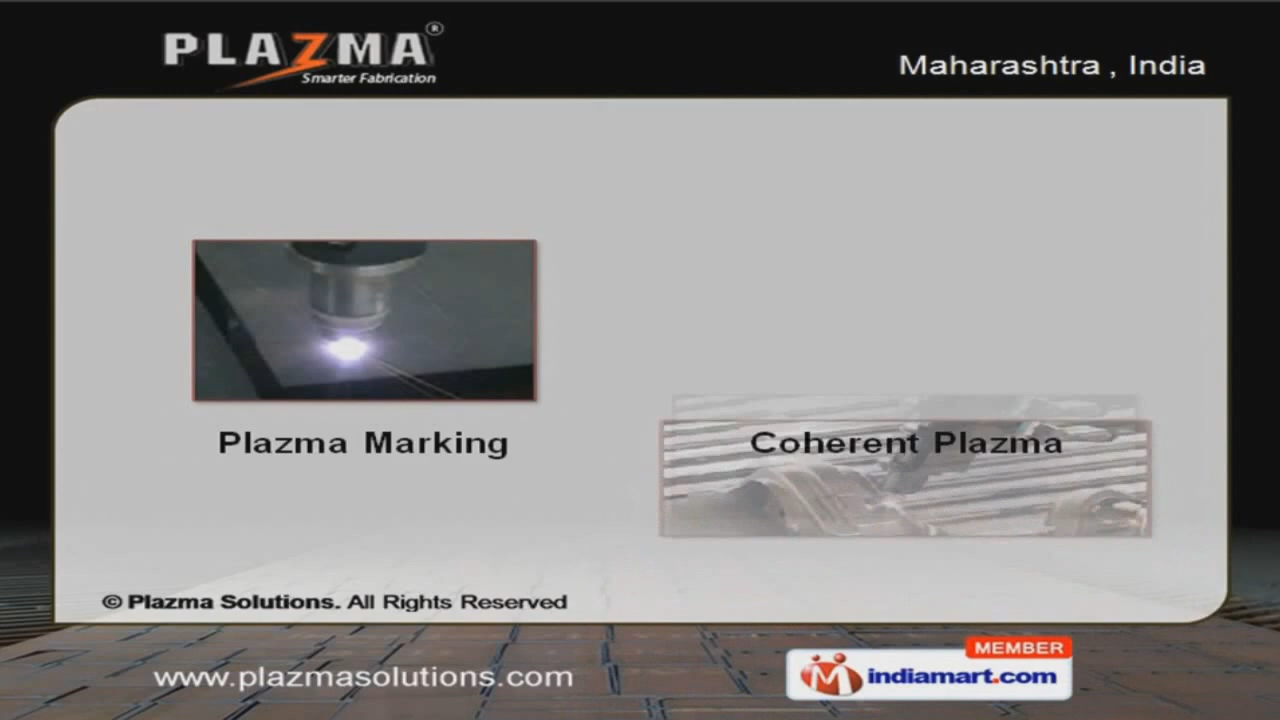 PLAZMA®
Smarter Fabrication
Maharashtra , India
Plazma Marking
Coherent Plazma
© Plazma Solutions. All Rights Reserved
www.plazmasolutions.com
MEMBER
indiamart.com